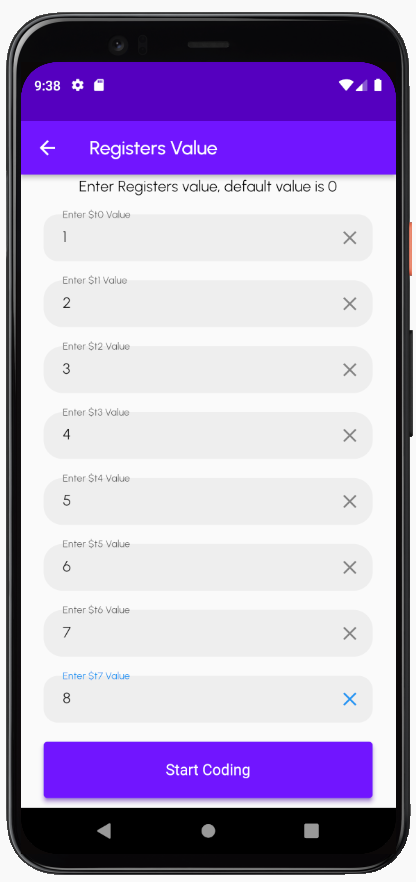 9:38
Registers Value
Enter Registers value, default value is 0
Enter $t0 Value
1
Enter $t1 Value
2
Enter $t2 Value
3
Enter $t3 Value
4
Enter $t4 Value
5
Enter $t5 Value
6
Enter $t6 Value
7
Enter $t7 Value
8
Start Coding